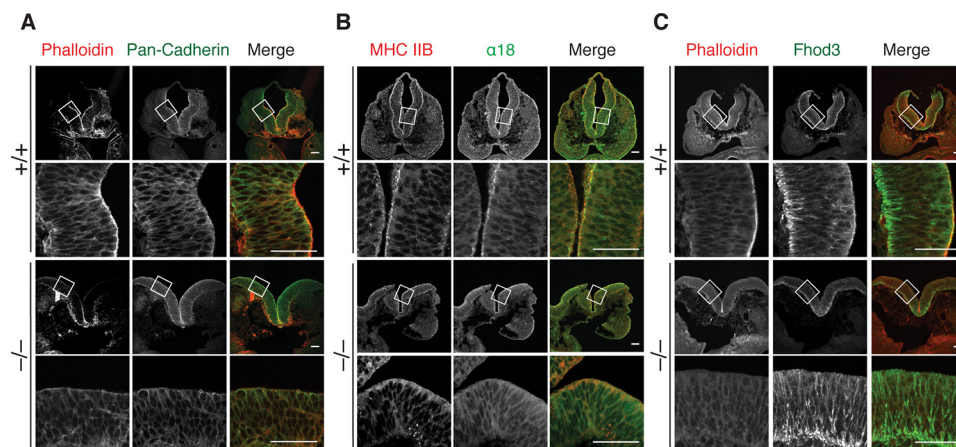 A
Phalloidin Pan-Cadherin Merge
+/+
−/−
B
MHC IIB α18 Merge
+/+
−/−
C
Phalloidin Fhod3 Merge
+/+
−/−